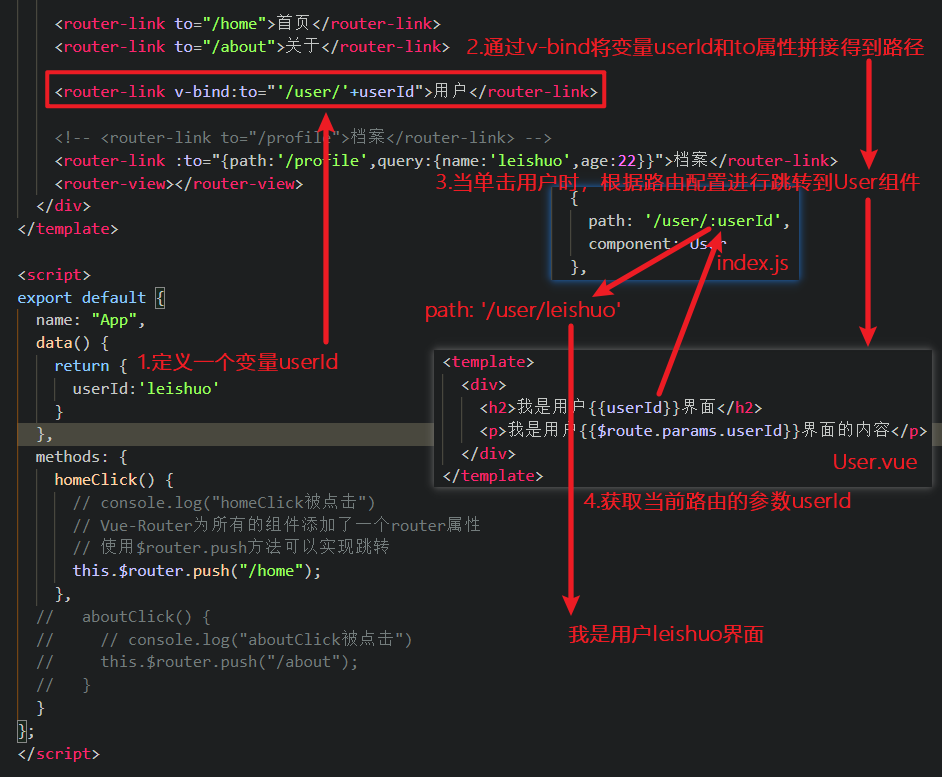 <router-link to="/home">首页</router-link>
<router-link to="/about">关于</router-link>
2.通过v-bind将变量userId和to属性拼接得到路径
<router-link v-bind:to="'/user/'+userId">用户</router-link>
<!-- <router-link to="/profile">档案</router-link> -->
<router-link :to="{path:'/profile',query:{name:'leishuo',age:22}}">档案</router-link>
<router-view></router-view>
3.当单击用户时，根据路由配置进行跳转到User组件
</div>
</template>
{
path: '/user/:userId',
component: User
},
index.js
<script>
export default {
name: "App",
data() {
return {
userId:'leishuo'
}
},
1.定义一个变量userId
path: '/user/leishuo'
<template>
<div>
<h2>我是用户{{userId}}界面</h2>
<p>我是用户{{$route.params.userId}}界面的内容</p>
</div>
</template>
User.vue
4.获取当前路由的参数userId
methods: {
homeClick() {
// console.log("homeClick被点击")
// Vue-Router为所有的组件添加了一个router属性
// 使用$router.push方法可以实现跳转
this.$router.push("/home");
},
// aboutClick() {
// // console.log("aboutClick被点击")
// this.$router.push("/about");
// }
我是用户leishuo界面
}
};
</script>